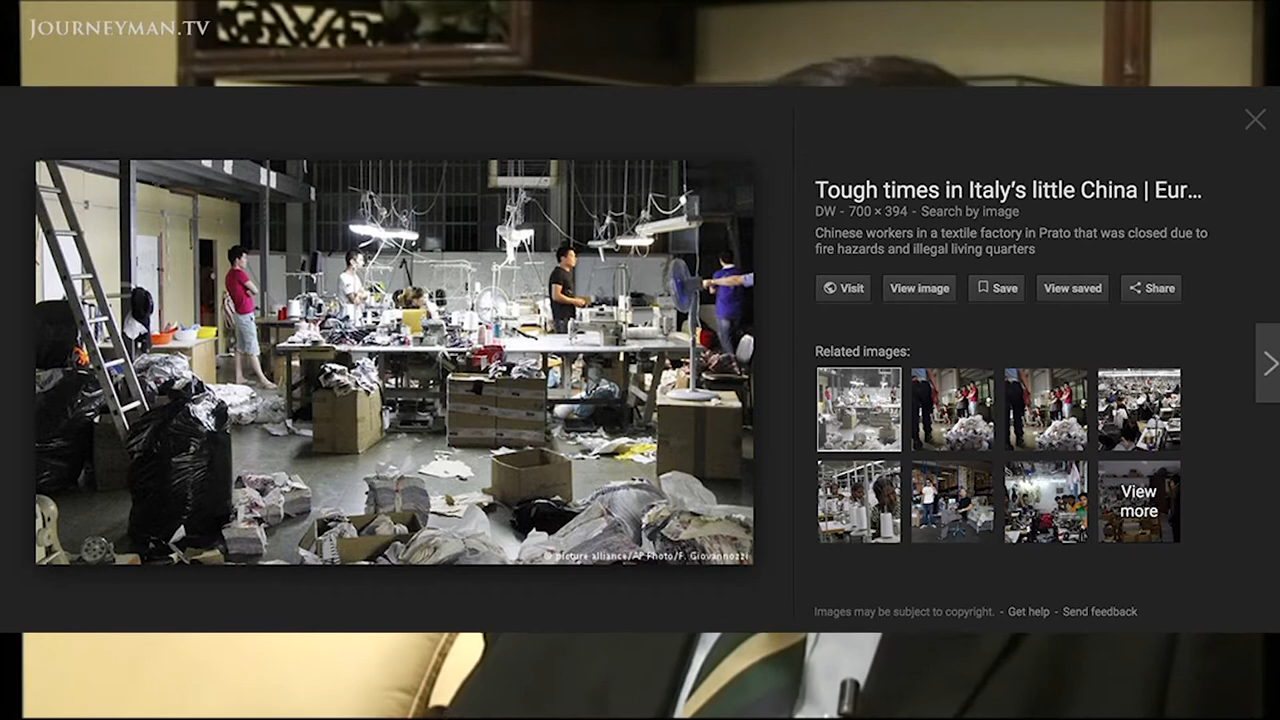 JOURNEYMAN.TV
Tough times in Italy's little China | Eur...
DW - 700 × 394 - Search by image
Chinese workers in a textile factory in Prato that was closed due to
fire hazards and illegal living quarters
Visit
View image
Save
View saved
Share
Related images:
View
more
© picture alliance/AP Photo/F. Giovannozzi
Images may be subject to copyright. - Get help - Send feedback